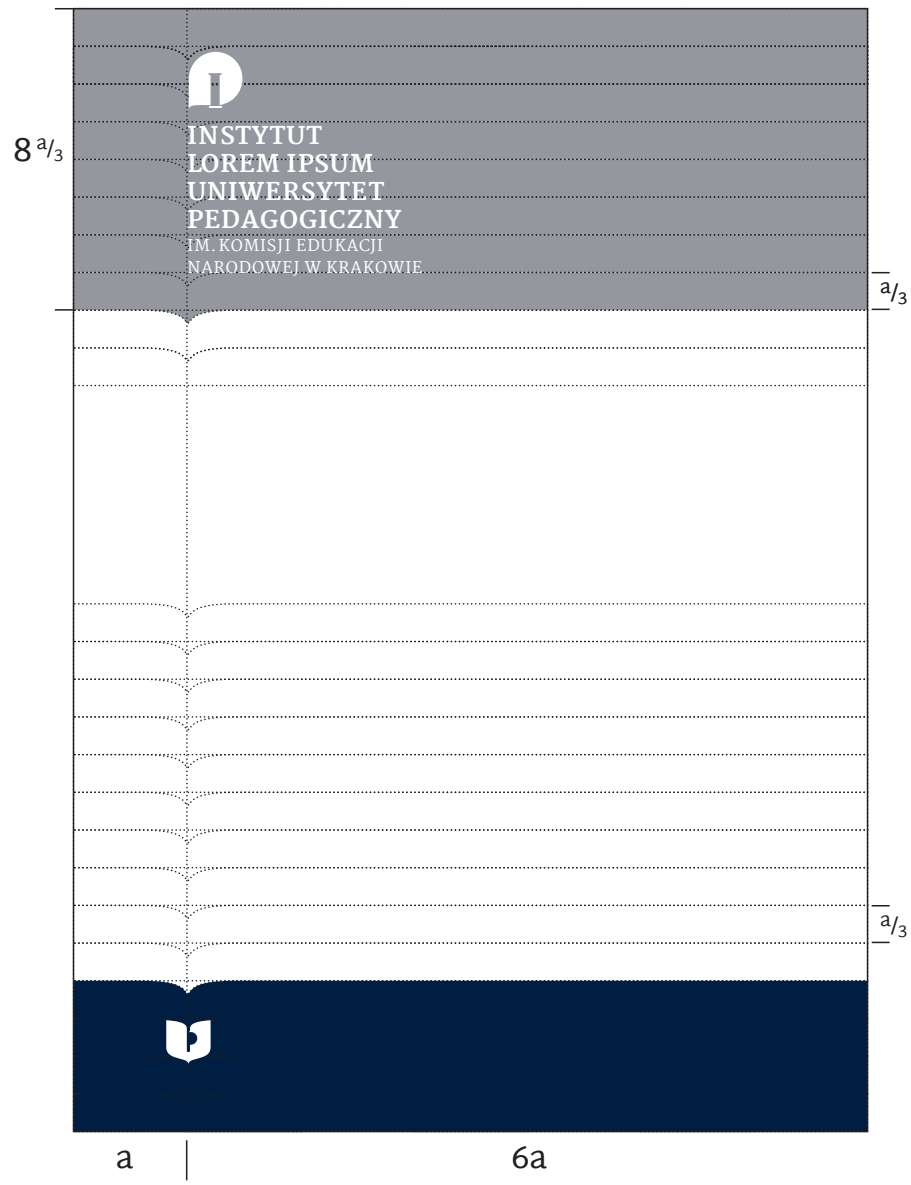 8 a/3
INSTYTUT
LOREM IPSUM
UNIWERSYTET
PEDAGOGICZNY
IM. KOMISJI EDUKACJI
NARODOWEJ W KRAKOWIE
a/3
a/3
a
6a